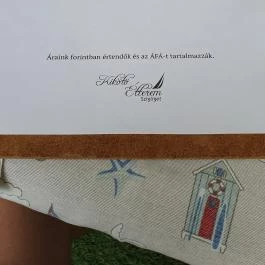 Áraink forintban értendők és az ÁFÁ-t tartalmazzák.
Kikötő
Étterem
Szigliget